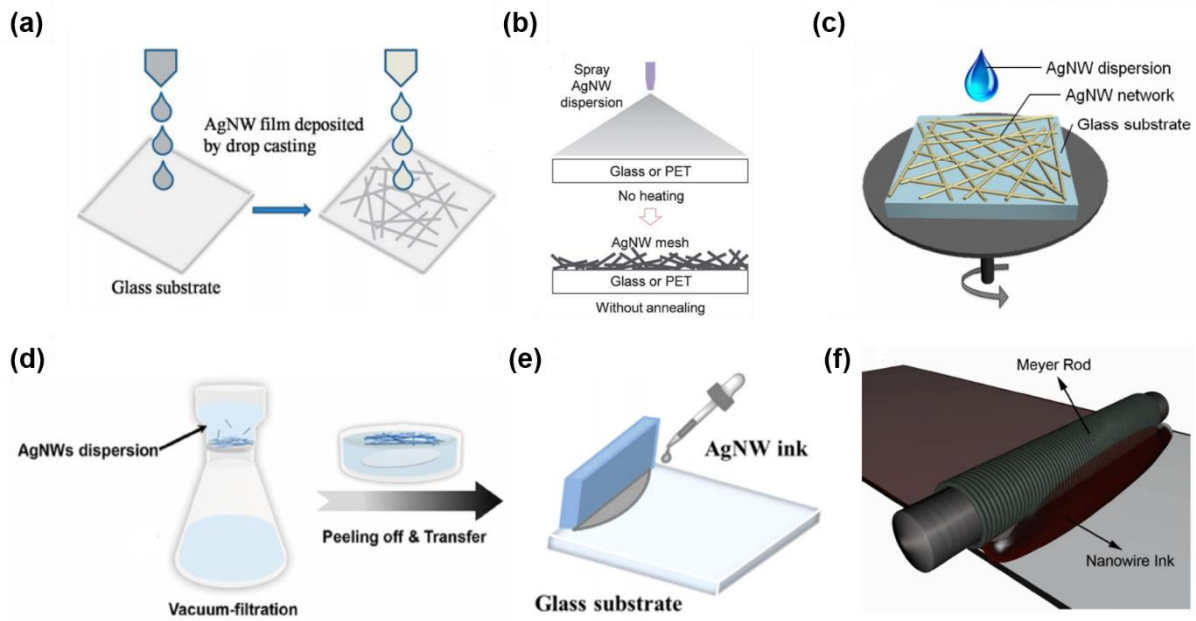 (a)
AgNW film deposited
by drop casting
Glass substrate
(b)
Spray
AgNW
dispersion
Glass or PET
No heating
AgNW mesh
Glass or PET
Without annealing
(c)
AgNW dispersion
AgNW network
Glass substrate
(d)
AgNWs dispersion
Peeling off & Transfer
Vacuum-filtration
(e)
AgNW ink
Glass substrate
(f)
Meyer Rod
Nanowire Ink